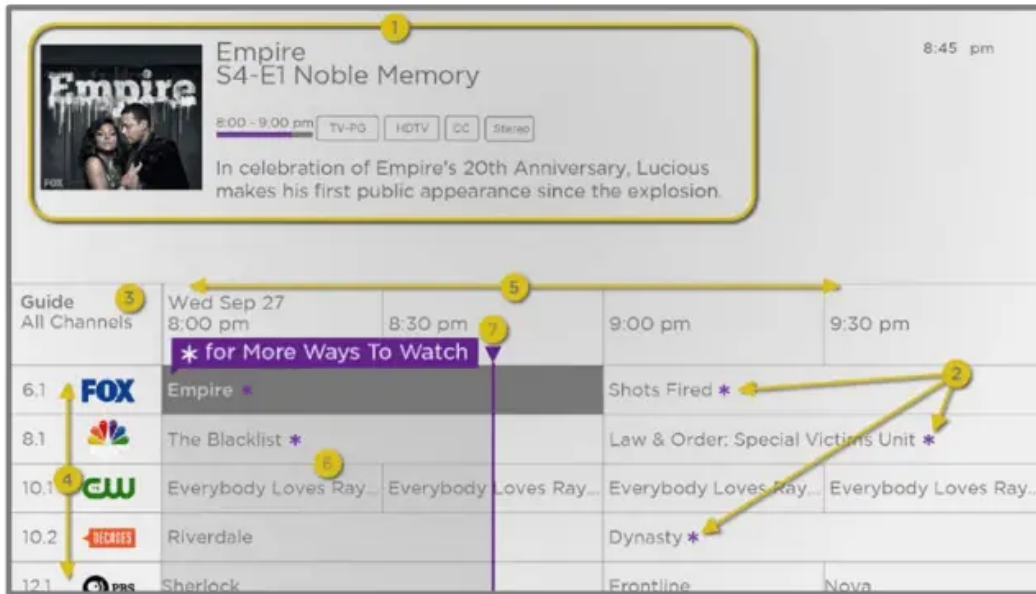 1
8:45 pm
Empire
FOX
Empire
S4-E1 Noble Memory
8:00 - 9:00 pm TV-PG HDTV CC Stereo
In celebration of Empire's 20th Anniversary, Lucious
makes his first public appearance since the explosion.
5
Guide 3
All Channels
Wed Sep 27
8:00 pm 8:30 pm 7 9:00 pm 9:30 pm
* for More Ways To Watch
2
6.1 FOX Empire * Shots Fired *
8.1 The Blacklist * Law & Order: Special Victims Unit *
6
4
10.1 CW Everybody Loves Ray... Everybody Loves Ray... Everybody Loves Ray... Everybody Loves Ray...
10.2 DECADES Riverdale Dynasty *
12.1 PBS Sherlock Frontline Nova